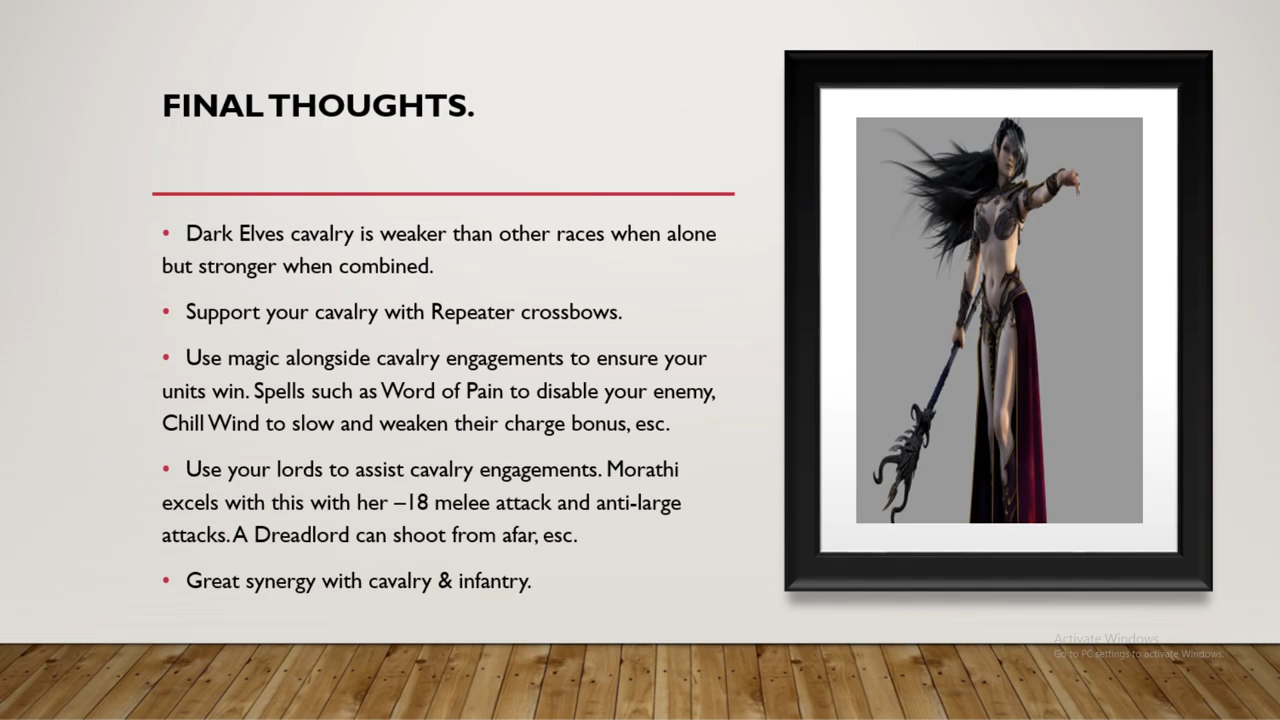 FINAL THOUGHTS.
• Dark Elves cavalry is weaker than other races when alone
but stronger when combined.
• Support your cavalry with Repeater crossbows.
• Use magic alongside cavalry engagements to ensure your
units win. Spells such as Word of Pain to disable your enemy,
Chill Wind to slow and weaken their charge bonus, esc.
• Use your lords to assist cavalry engagements. Morathi
excels with this with her –18 melee attack and anti-large
attacks. A Dreadlord can shoot from afar, esc.
• Great synergy with cavalry & infantry.
Activate Windows
Go to PC settings to activate Windows.